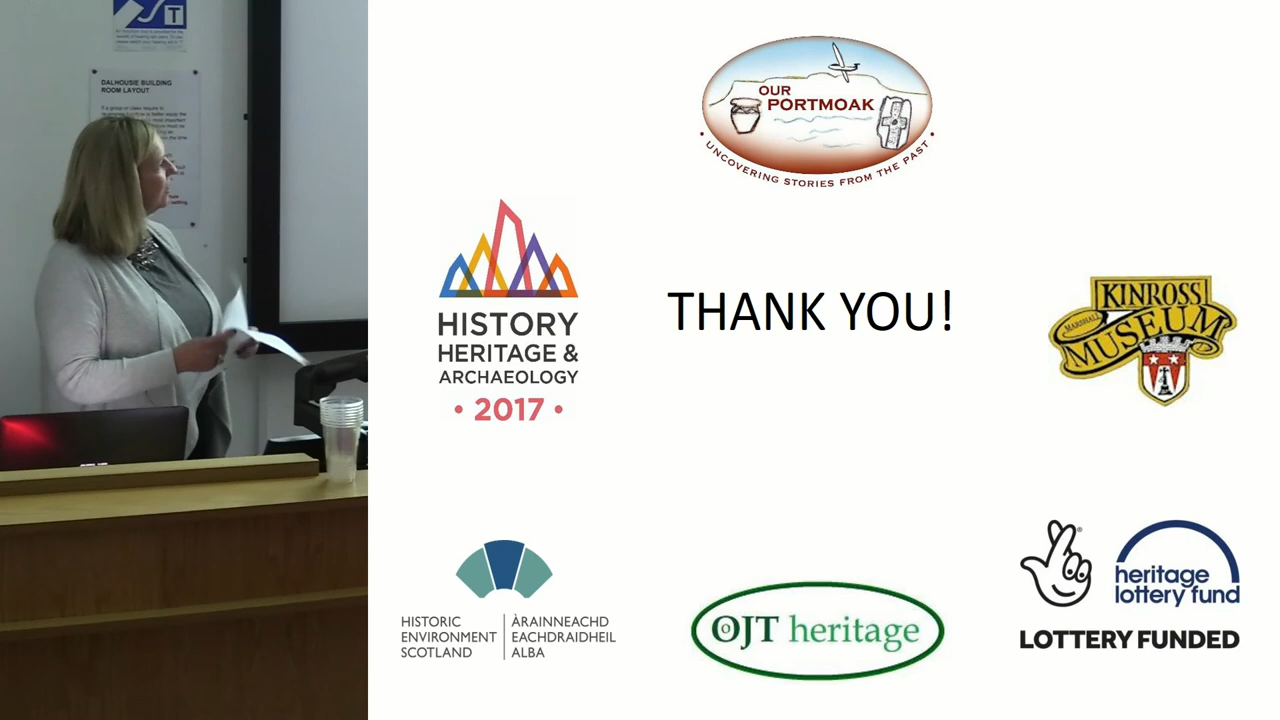 T
DALHOUSIE BUILDING
ROOM LAYOUT
OUR
PORTMOAK
• UNCOVERING STORIES FROM THE PAST •
HISTORY
HERITAGE &
ARCHAEOLOGY
• 2017 •
THANK YOU!
KINROSS
MARSHALL
MUSEUM
HISTORIC
ENVIRONMENT
SCOTLAND
ÀRAINNEACHD
EACHDRAIDHEIL
ALBA
OJT heritage
heritage
lottery fund
LOTTERY FUNDED